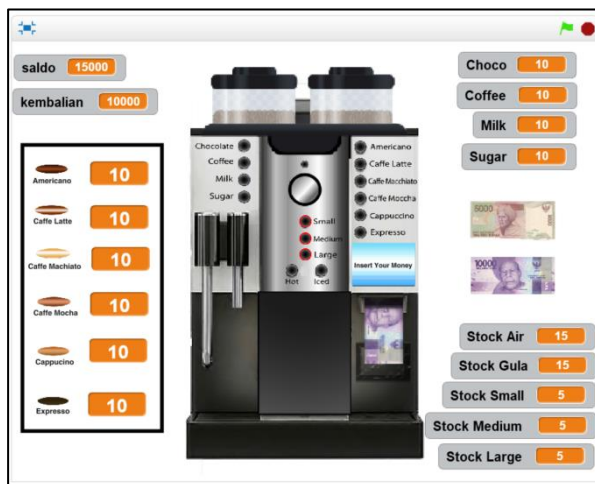 saldo 15000
kembalian 10000
Americano 10
Caffe Latte 10
Caffe Machiato 10
Caffe Mocha 10
Cappucino 10
Expresso 10
Chocolate
Coffee
Milk
Sugar
Small
Medium
Large
Hot Iced
Americano
Caffe Latte
Caffe Macchiato
Caffe Moccha
Cappuccino
Expresso
Insert Your Money
Choco 10
Coffee 10
Milk 10
Sugar 10
5000
10000
Stock Air 15
Stock Gula 15
Stock Small 5
Stock Medium 5
Stock Large 5